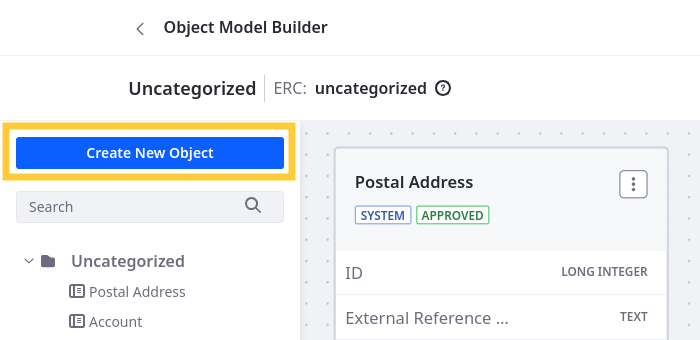 Object Model Builder
Uncategorized ERC: uncategorized
Create New Object
Search
Uncategorized
Postal Address
Account
Postal Address
SYSTEM APPROVED
ID LONG INTEGER
External Reference ... TEXT